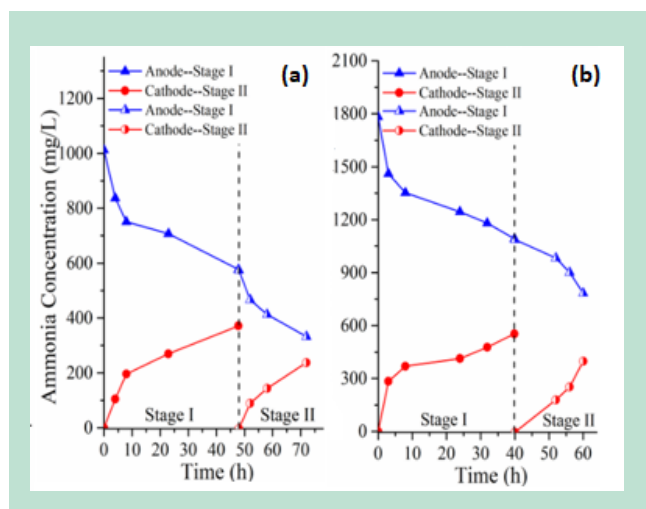 (a)
Anode--Stage I
Cathode--Stage II
Anode--Stage I
Cathode--Stage II
1200
1000
800
600
400
200
0
Ammonia Concentration (mg/L)
Stage I
Stage II
0 10 20 30 40 50 60 70
Time (h)
(b)
Anode--Stage I
Cathode--Stage II
Anode--Stage I
Cathode--Stage II
2100
1800
1500
1200
900
600
300
0
Stage I
Stage II
0 10 20 30 40 50 60
Time (h)